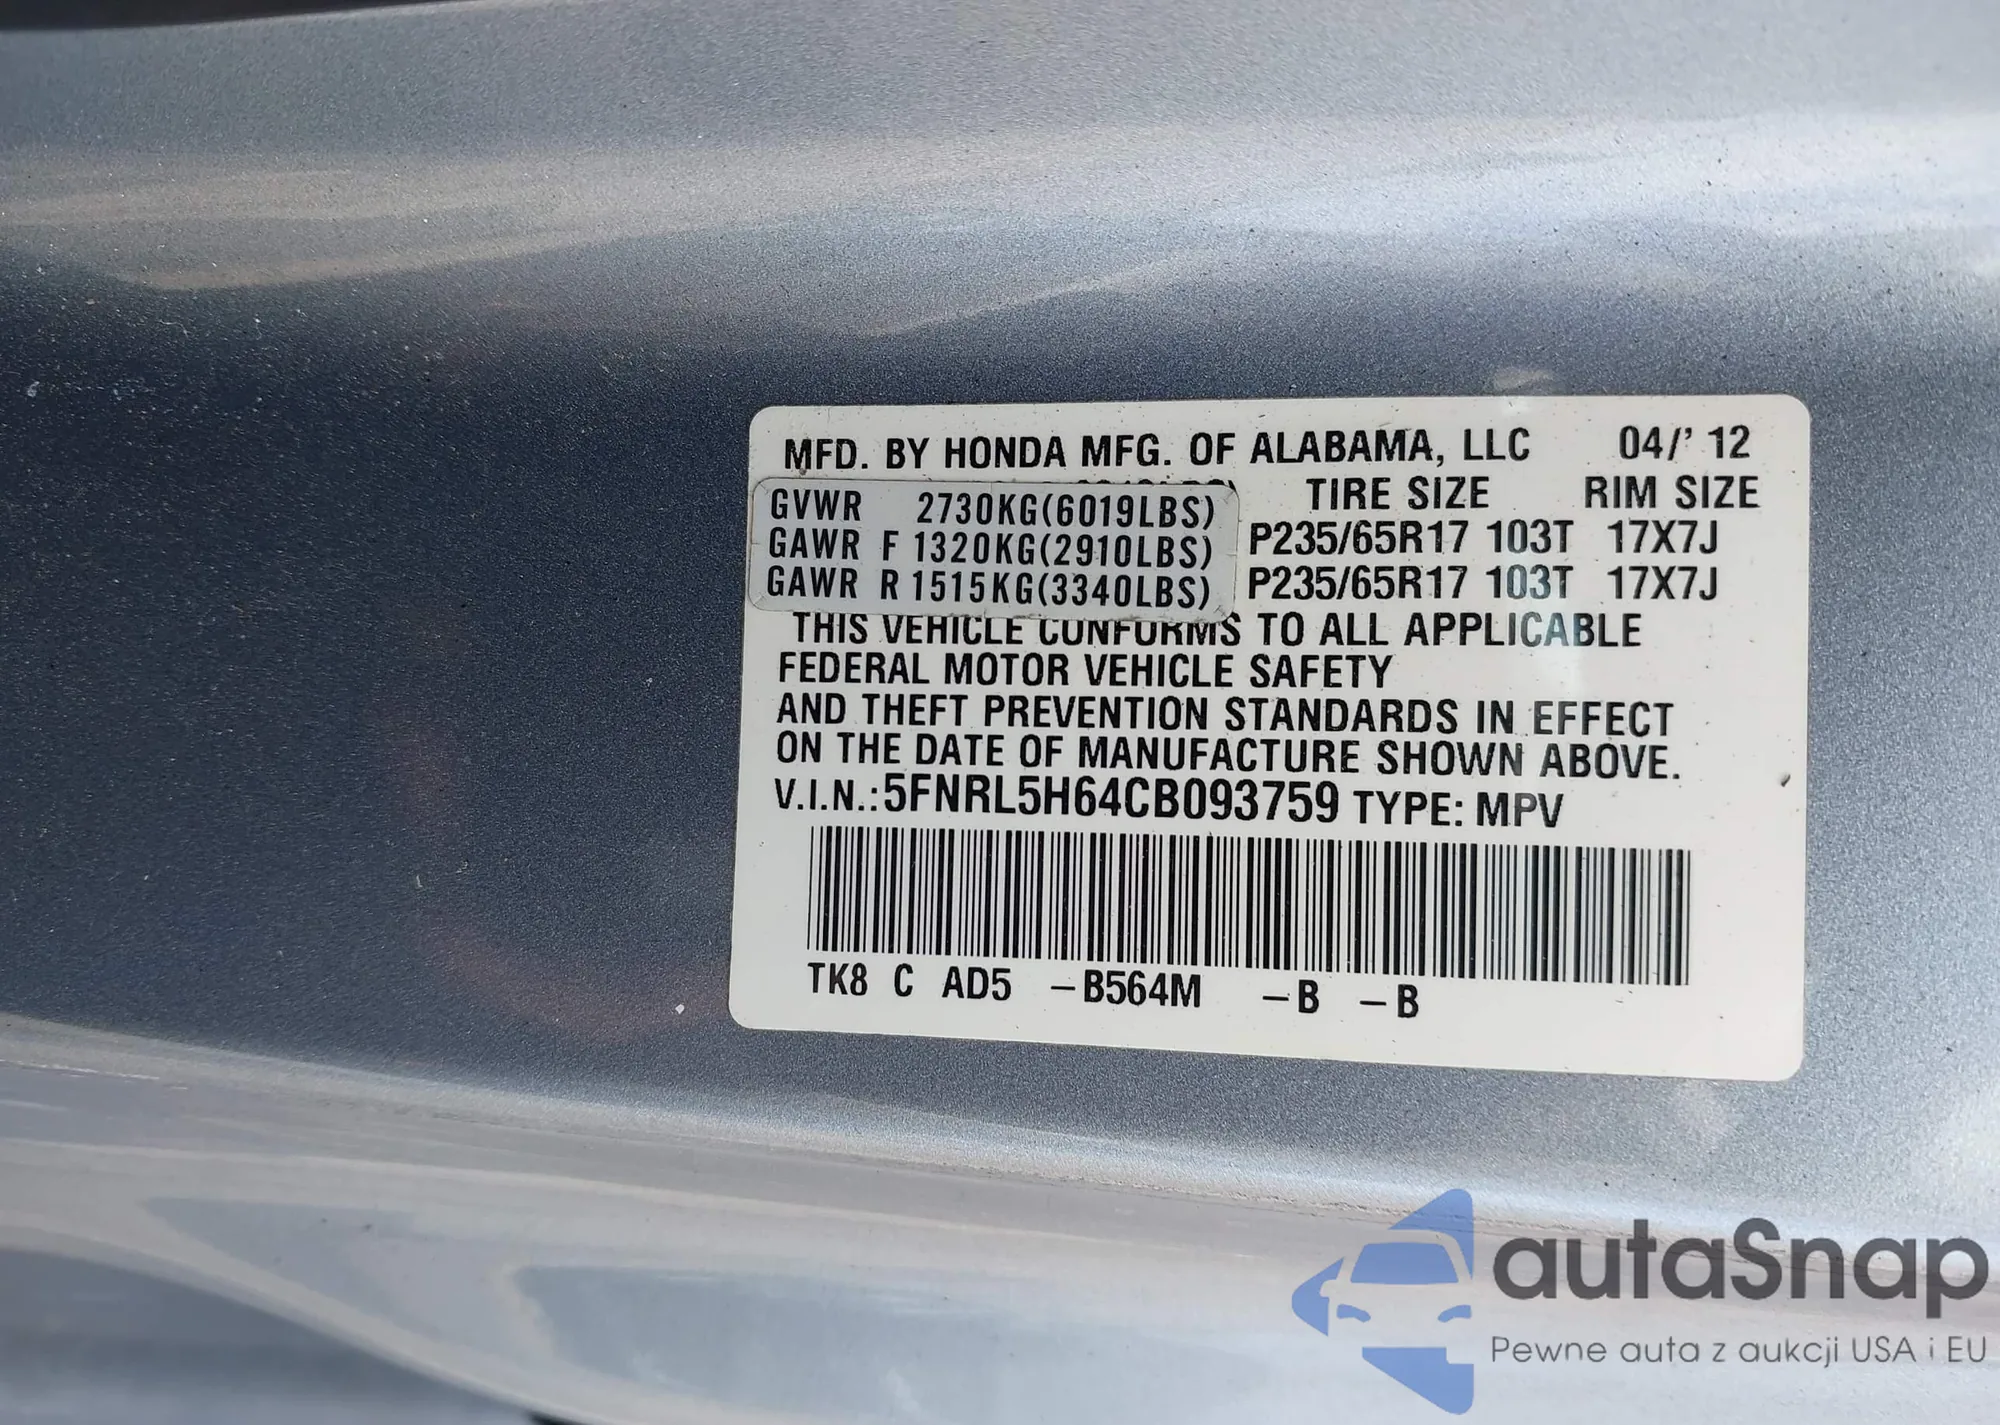 MFD. BY HONDA MFG. OF ALABAMA, LLC 04/' 12
TIRE SIZE RIM SIZE
GVWR 2730KG(6019LBS)
GAWR F 1320KG(2910LBS) P235/65R17 103T 17X7J
GAWR R 1515KG(3340LBS) P235/65R17 103T 17X7J
THIS VEHICLE CONFORMS TO ALL APPLICABLE
FEDERAL MOTOR VEHICLE SAFETY
AND THEFT PREVENTION STANDARDS IN EFFECT
ON THE DATE OF MANUFACTURE SHOWN ABOVE.
V.I.N.:5FNRL5H64CB093759 TYPE: MPV
TK8 C AD5 -B564M -B -B
autaSnap
Pewne auta z aukcji USA i EU